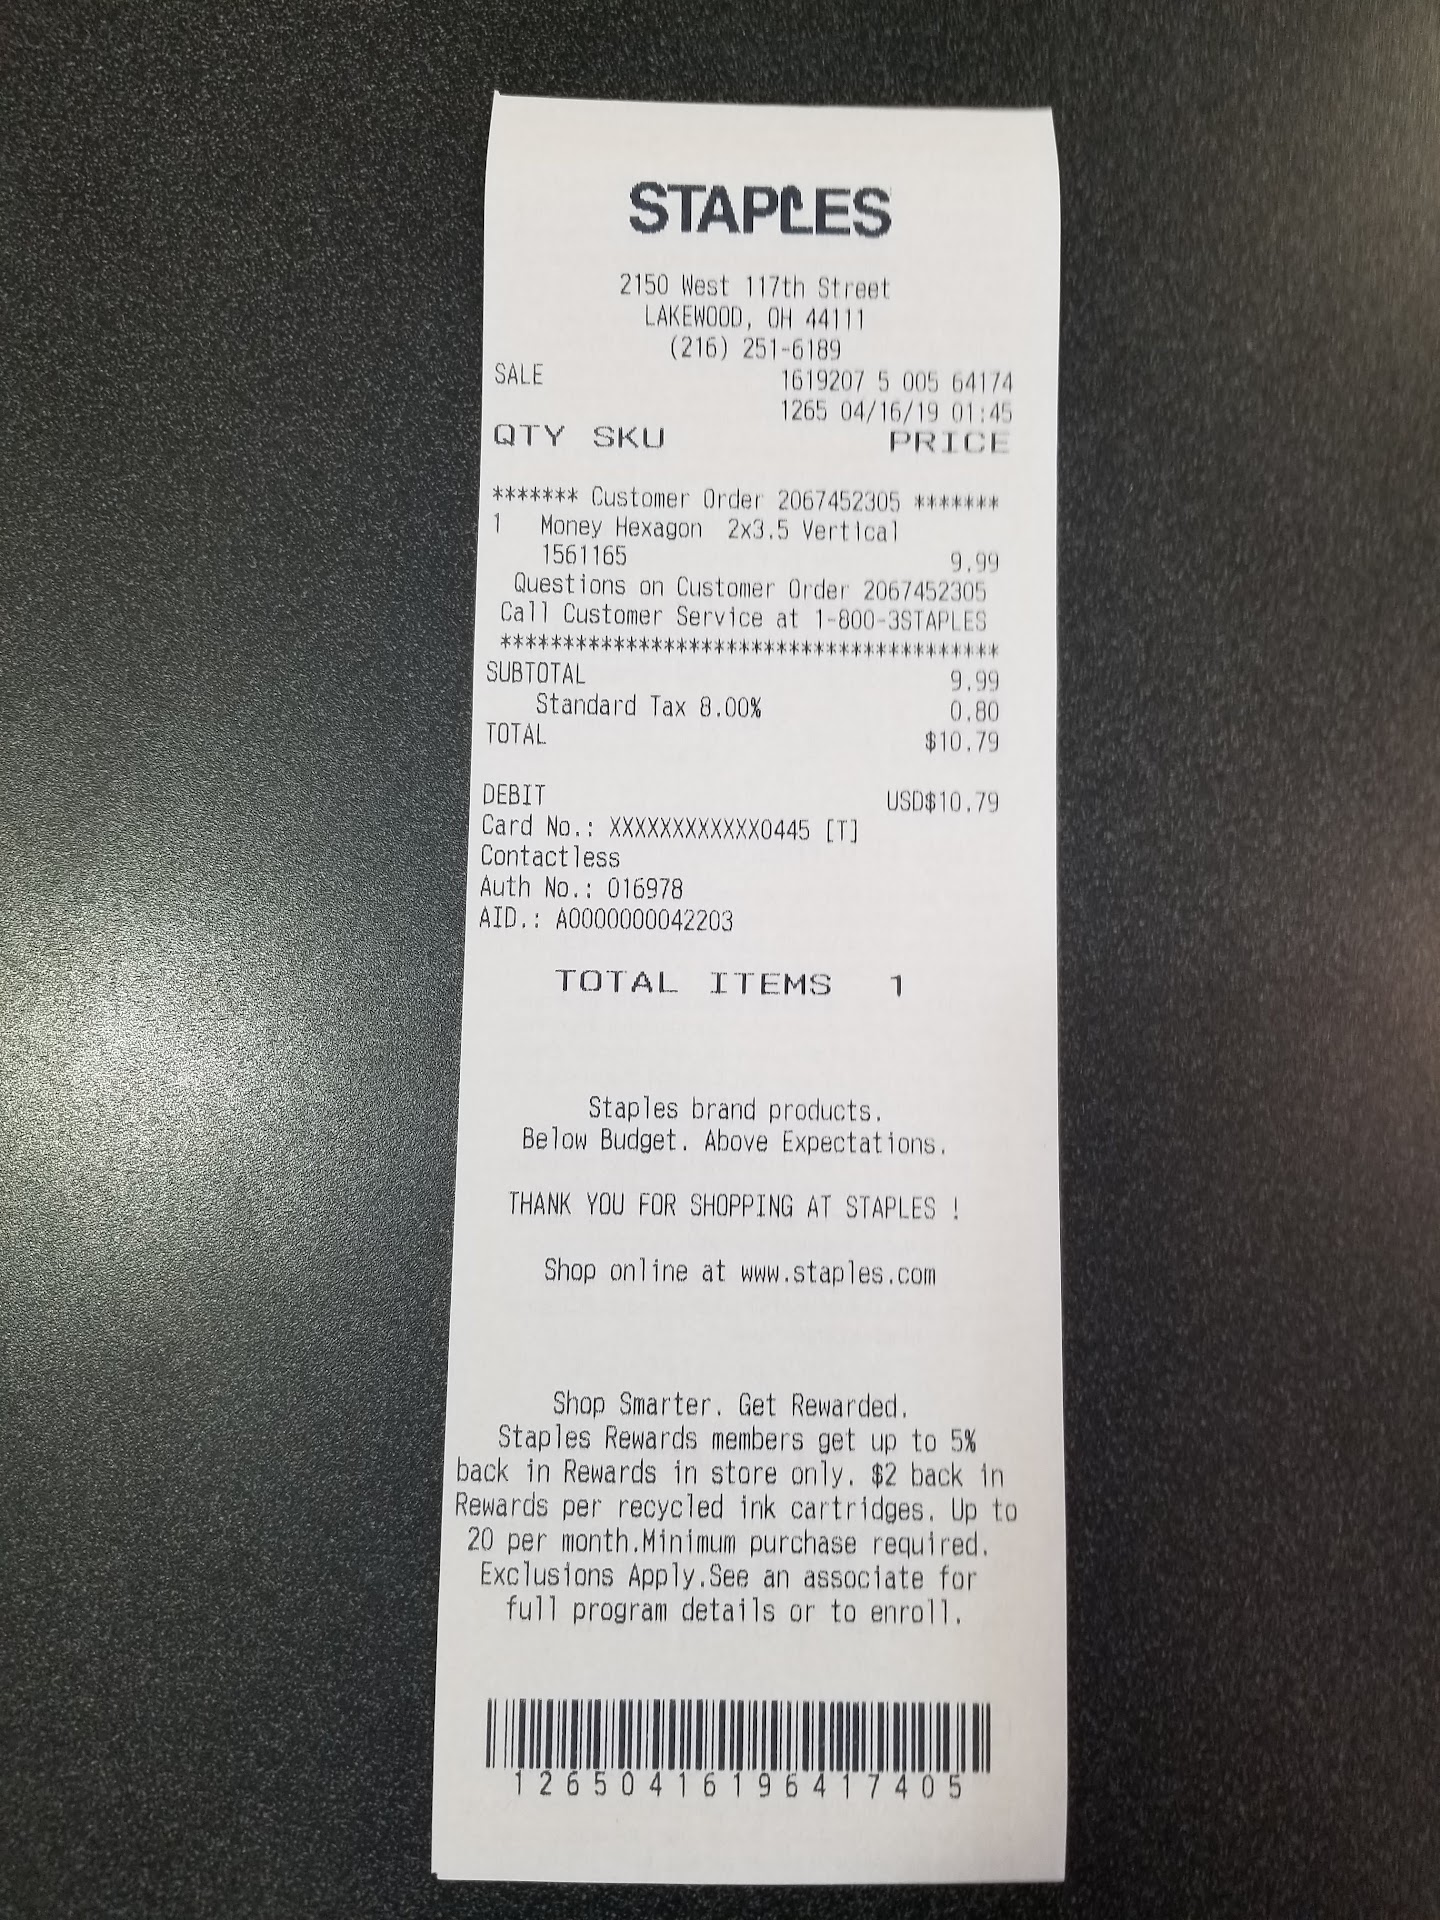 STAPLES
2150 West 117th Street
LAKEWOOD, OH 44111
(216) 251-6189
SALE 1619207 5 005 64174
1265 04/16/19 01:45
QTY SKU PRICE
******* Customer Order 2067452305 *******
1 Money Hexagon 2x3.5 Vertical
1561165 9.99
Questions on Customer Order 2067452305
Call Customer Service at 1-800-3STAPLES
****************************************
SUBTOTAL 9.99
Standard Tax 8.00% 0.80
TOTAL $10.79
DEBIT USD$10.79
Card No.: XXXXXXXXXXXX0445 [T]
Contactless
Auth No.: 016978
AID.: A0000000042203
TOTAL ITEMS 1
Staples brand products.
Below Budget. Above Expectations.
THANK YOU FOR SHOPPING AT STAPLES !
Shop online at www.staples.com
Shop Smarter. Get Rewarded.
Staples Rewards members get up to 5%
back in Rewards in store only. $2 back in
Rewards per recycled ink cartridges. Up to
20 per month.Minimum purchase required.
Exclusions Apply.See an associate for
full program details or to enroll.
12650416196417405